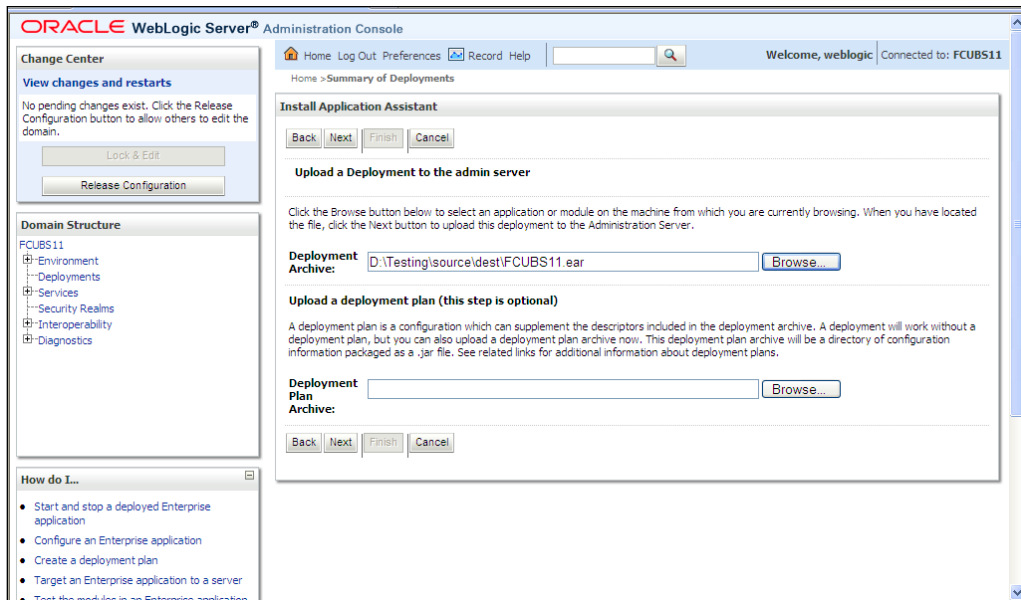 ORACLE WebLogic Server® Administration Console
Change Center
View changes and restarts
No pending changes exist. Click the Release
Configuration button to allow others to edit the
domain.
Lock & Edit
Release Configuration
Domain Structure
FCUBS11
Environment
Deployments
Services
Security Realms
Interoperability
Diagnostics
How do I...
Start and stop a deployed Enterprise
application
Configure an Enterprise application
Create a deployment plan
Target an Enterprise application to a server
Test the modules in an Enterprise application
Home Log Out Preferences Record Help
Welcome, weblogic Connected to: FCUBS11
Home >Summary of Deployments
Install Application Assistant
Back Next Finish Cancel
Upload a Deployment to the admin server
Click the Browse button below to select an application or module on the machine from which you are currently browsing. When you have located
the file, click the Next button to upload this deployment to the Administration Server.
Deployment
Archive: D:\Testing\source\dest\FCUBS11.ear Browse...
Upload a deployment plan (this step is optional)
A deployment plan is a configuration which can supplement the descriptors included in the deployment archive. A deployment will work without a
deployment plan, but you can also upload a deployment plan archive now. This deployment plan archive will be a directory of configuration
information packaged as a .jar file. See related links for additional information about deployment plans.
Deployment
Plan
Archive: Browse...
Back Next Finish Cancel